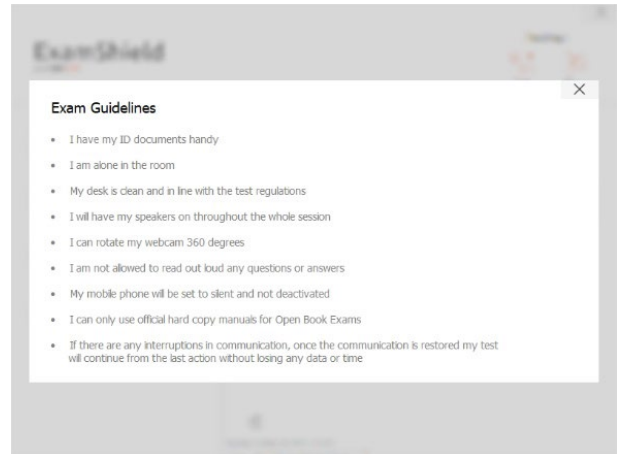 ExamShield
Exam Guidelines
• I have my ID documents handy
• I am alone in the room
• My desk is clean and in line with the test regulations
• I will have my speakers on throughout the whole session
• I can rotate my webcam 360 degrees
• I am not allowed to read out loud any questions or answers
• My mobile phone will be set to silent and not deactivated
• I can only use official hard copy manuals for Open Book Exams
• If there are any interruptions in communication, once the communication is restored my test
will continue from the last action without losing any data or time